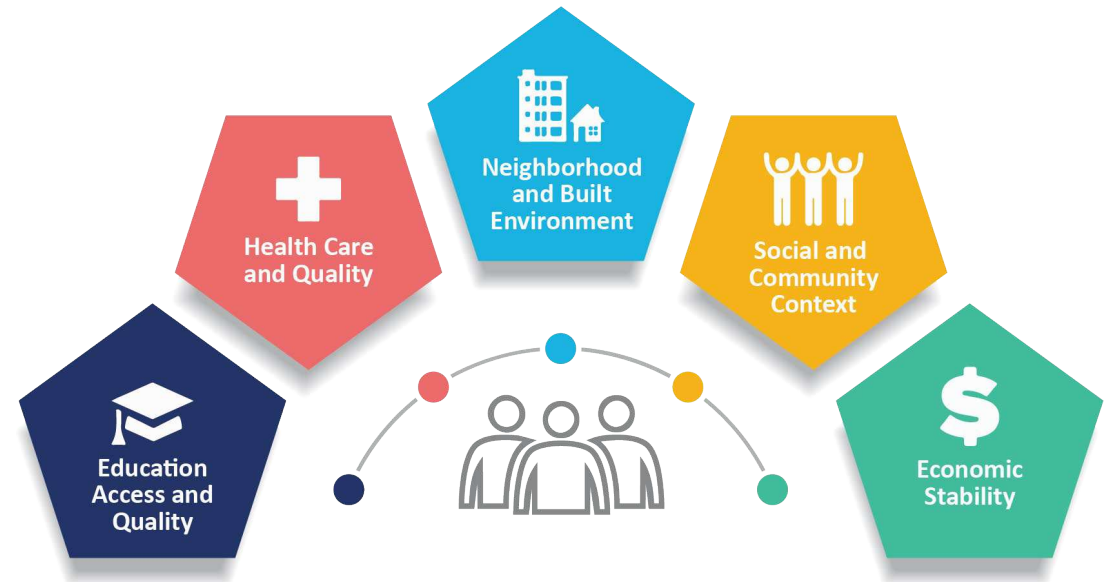 Education
Access and
Quality
Health Care
and Quality
Neighborhood
and Built
Environment
Social and
Community
Context
$
Economic
Stability